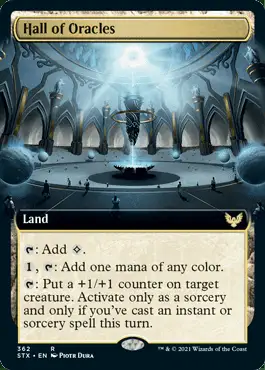 Hall of Oracles
Land
: Add .
1, : Add one mana of any color.
: Put a +1/+1 counter on target
creature. Activate only as a sorcery
and only if you've cast an instant or
sorcery spell this turn.
362 R
STX • EN Piotr Dura
™ & © 2021 Wizards of the Coast